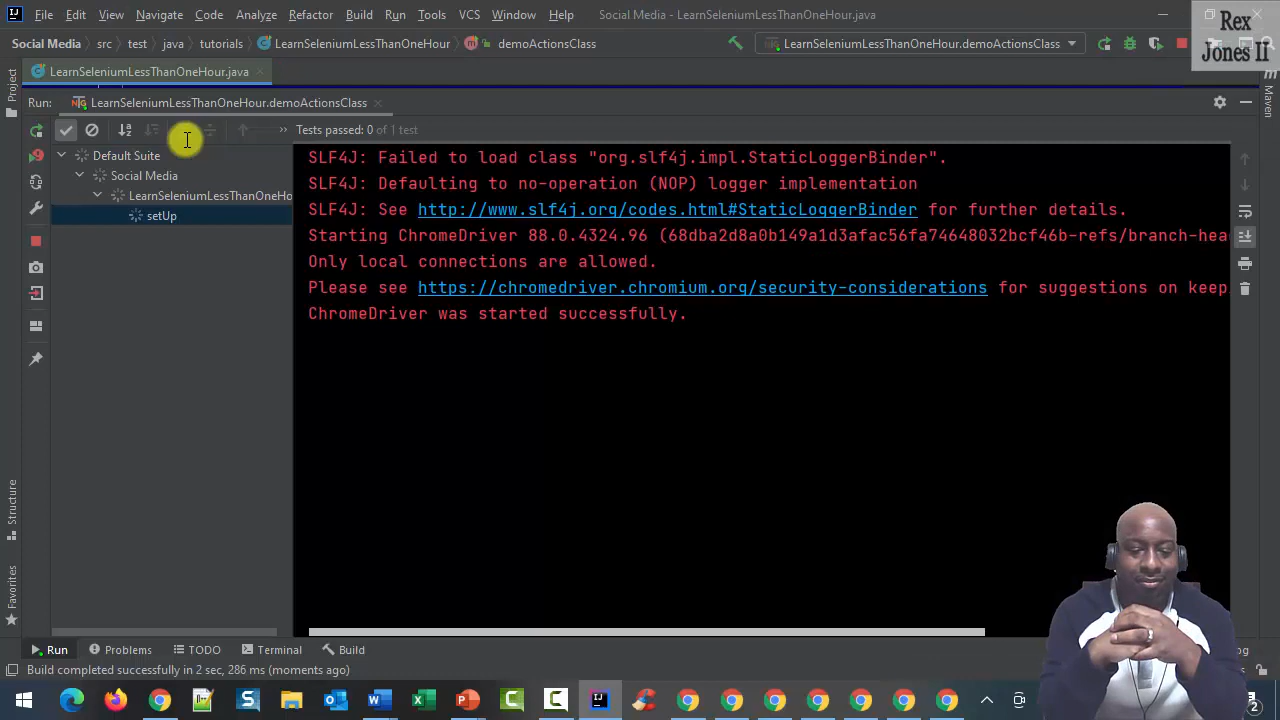 File Edit View Navigate Code Analyze Refactor Build Run Tools VCS Window Help Social Media - LearnSeleniumLessThanOneHour.java
Rex
Jones II
Social Media src test java tutorials LearnSeleniumLessThanOneHour demoActionsClass LearnSeleniumLessThanOneHour.demoActionsClass
LearnSeleniumLessThanOneHour.java
Project
Maven
Run: LearnSeleniumLessThanOneHour.demoActionsClass
Tests passed: 0 of 1 test
Default Suite
Social Media
LearnSeleniumLessThanOneHo
setUp
SLF4J: Failed to load class "org.slf4j.impl.StaticLoggerBinder".
SLF4J: Defaulting to no-operation (NOP) logger implementation
SLF4J: See http://www.slf4j.org/codes.html#StaticLoggerBinder for further details.
Starting ChromeDriver 88.0.4324.96 (68dba2d8a0b149a1d3afac56fa74648032bcf46b-refs/branch-hea
Only local connections are allowed.
Please see https://chromedriver.chromium.org/security-considerations for suggestions on keep
ChromeDriver was started successfully.
Structure
Favorites
Run Problems TODO Terminal Build
Build completed successfully in 2 sec, 286 ms (moments ago)
2